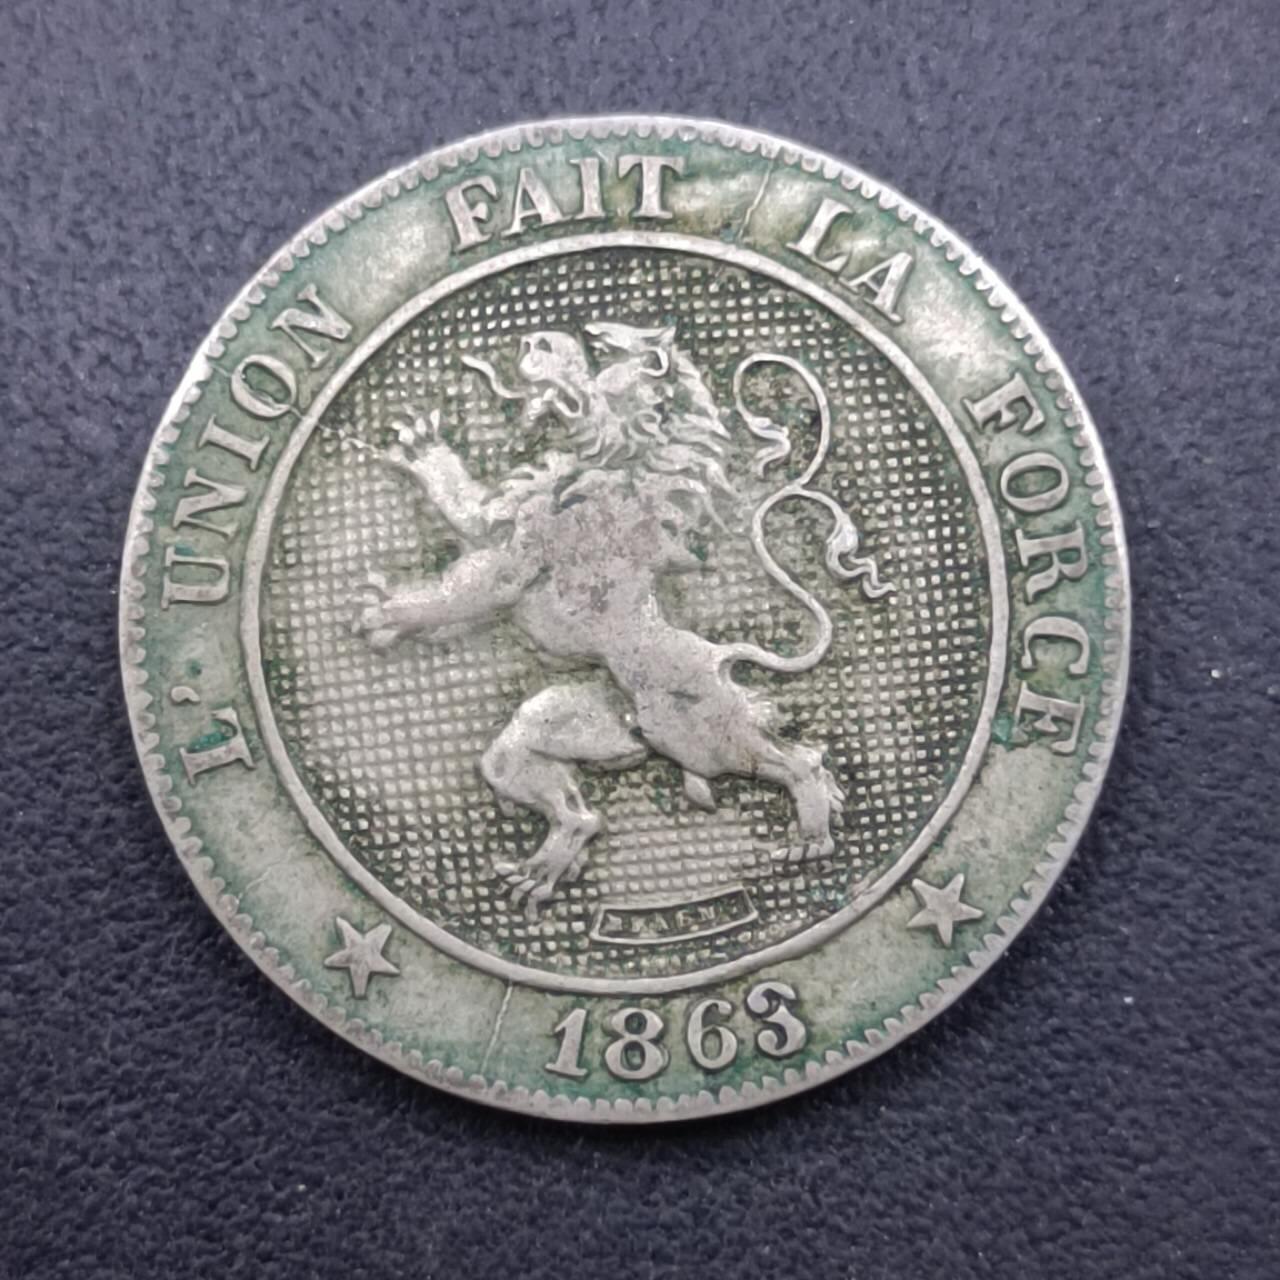 L'UNION FAIT LA FORCE
1863